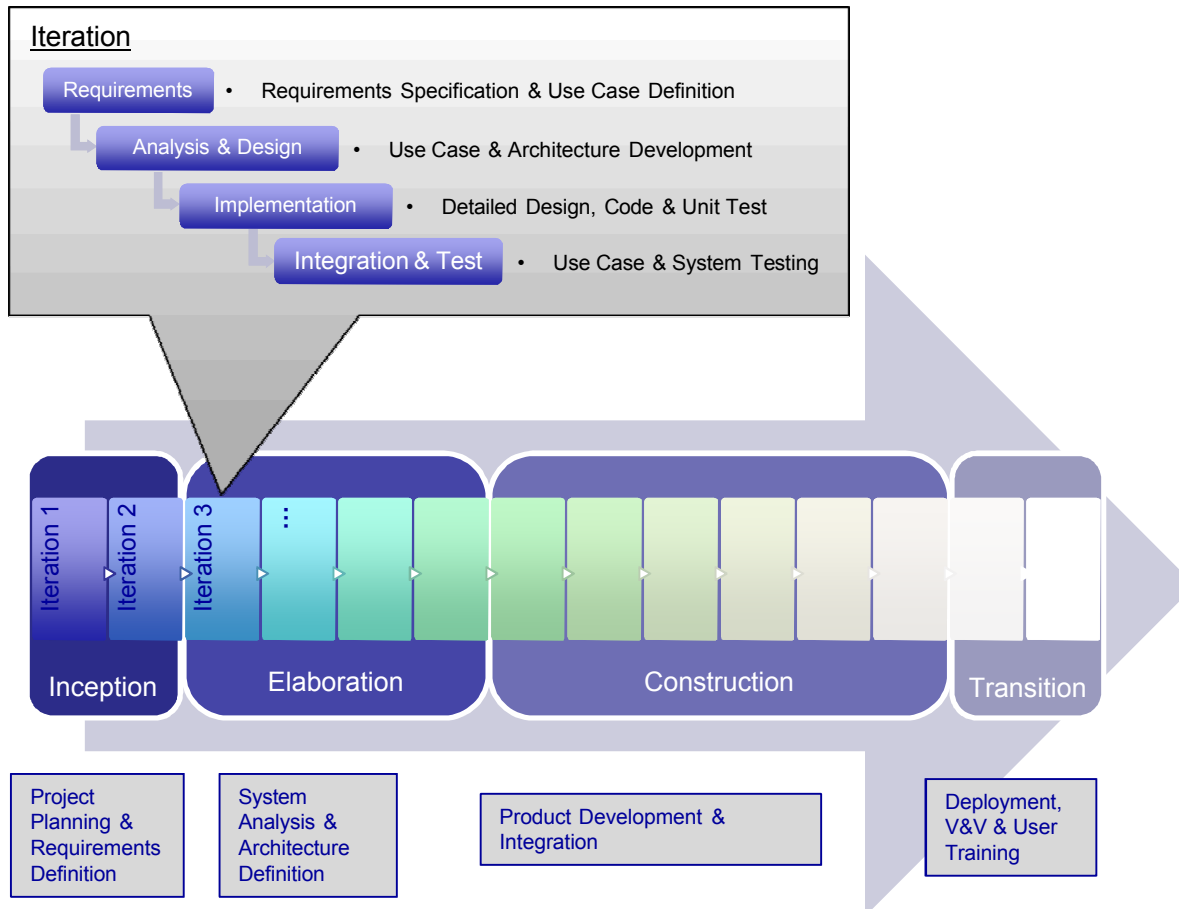 Iteration
Requirements • Requirements Specification & Use Case Definition
Analysis & Design • Use Case & Architecture Development
Implementation • Detailed Design, Code & Unit Test
Integration & Test • Use Case & System Testing
Iteration 1
Iteration 2
Iteration 3
...
Inception
Elaboration
Construction
Transition
Project
Planning &
Requirements
Definition
System
Analysis &
Architecture
Definition
Product Development &
Integration
Deployment,
V&V & User
Training